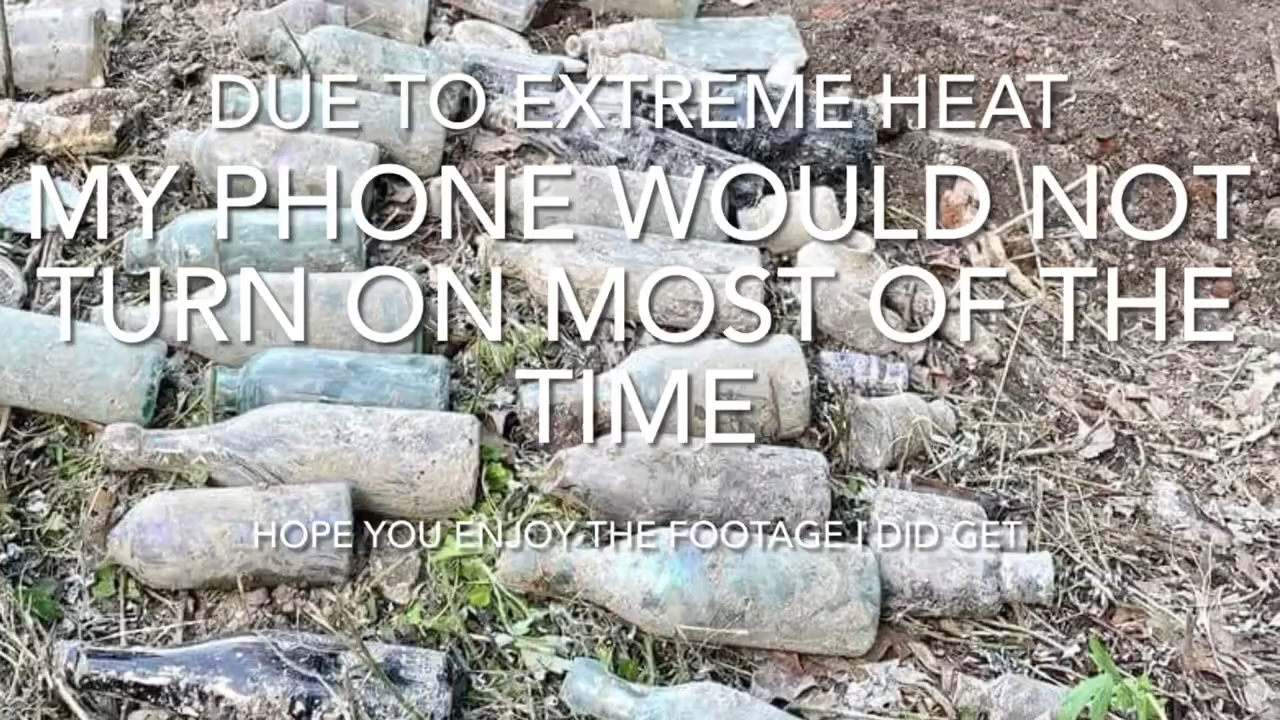 DUE TO EXTREME HEAT
MY PHONE WOULD NOT
TURN ON MOST OF THE
TIME
HOPE YOU ENJOY THE FOOTAGE I DID GET